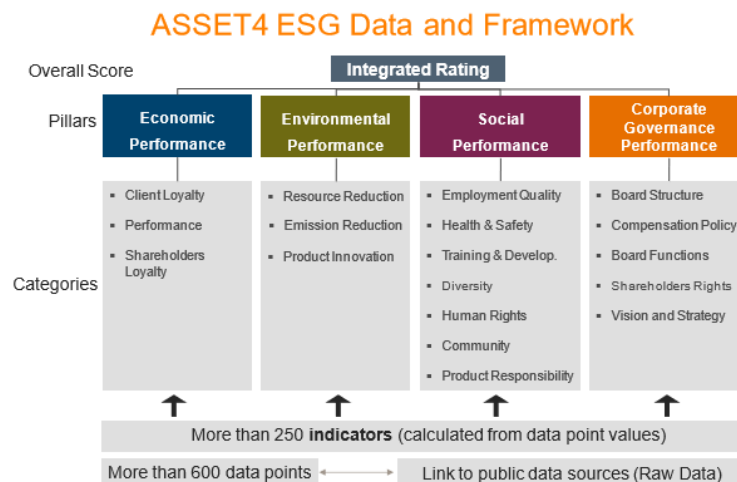 ASSET4 ESG Data and Framework
Overall Score
Integrated Rating
Pillars
Economic
Performance
Environmental
Performance
Social
Performance
Corporate
Governance
Performance
Categories
Client Loyalty
Performance
Shareholders
Loyalty
Resource Reduction
Emission Reduction
Product Innovation
Employment Quality
Health & Safety
Training & Develop.
Diversity
Human Rights
Community
Product Responsibility
Board Structure
Compensation Policy
Board Functions
Shareholders Rights
Vision and Strategy
More than 250 indicators (calculated from data point values)
More than 600 data points
Link to public data sources (Raw Data)